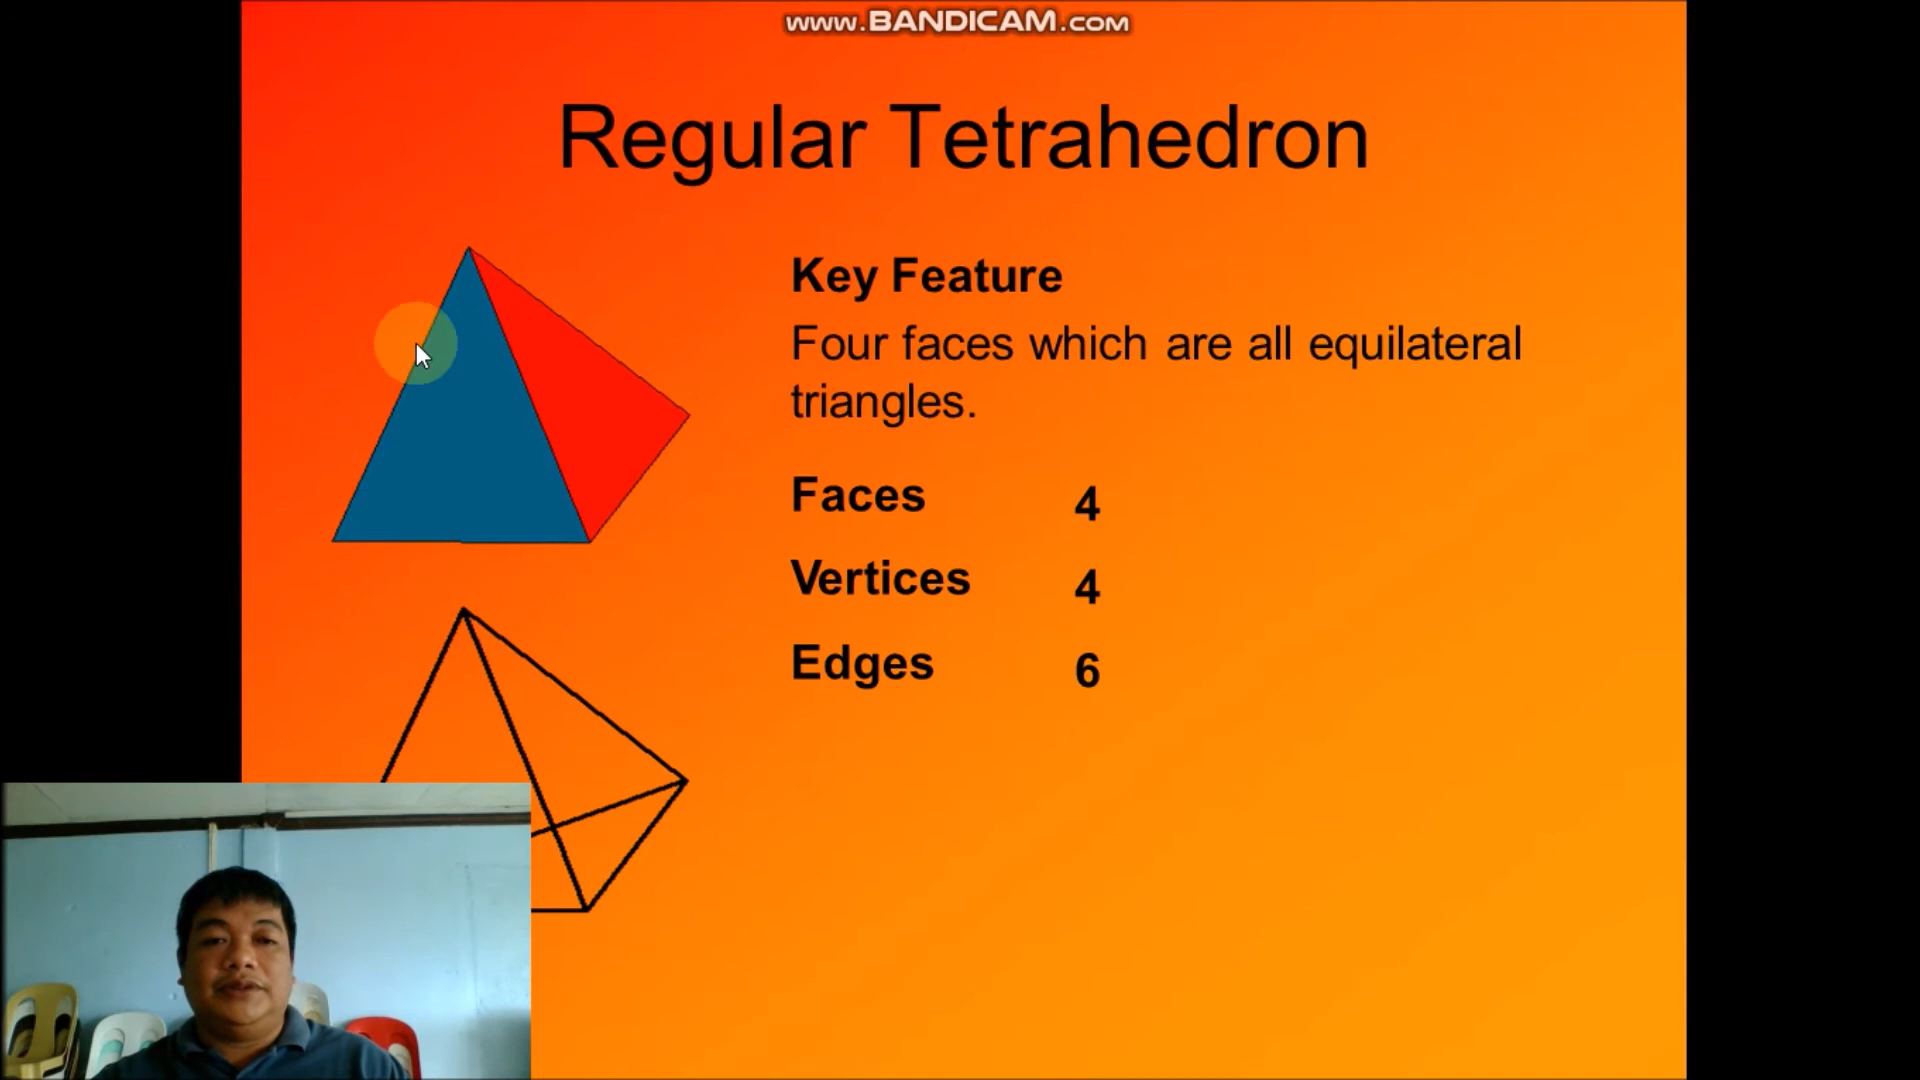 www.BANDICAM.com
Regular Tetrahedron
Key Feature
Four faces which are all equilateral
triangles.
Faces 4
Vertices 4
Edges 6